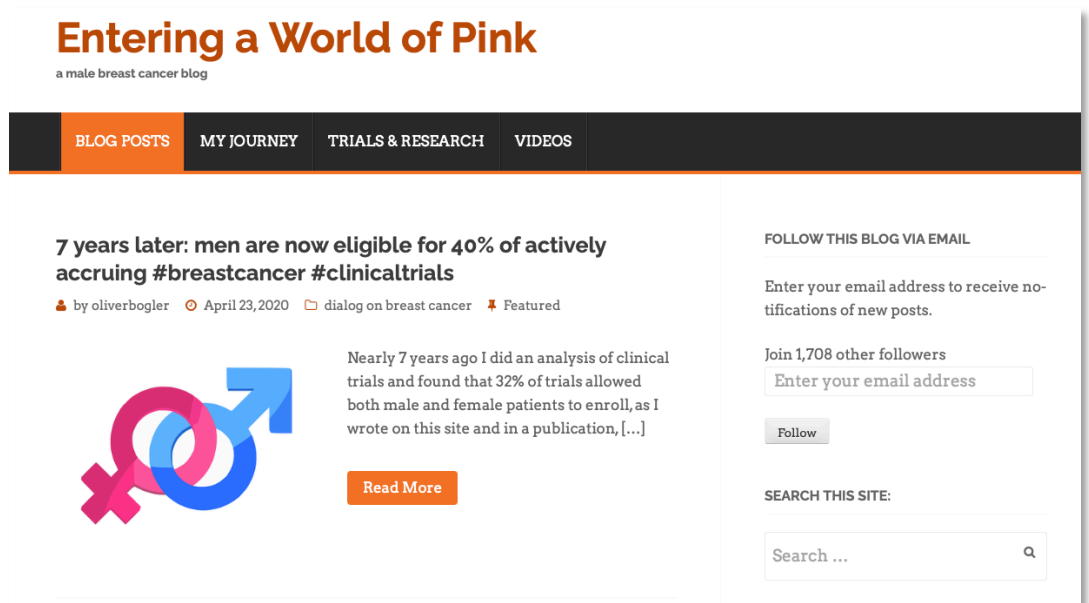 Entering a World of Pink
a male breast cancer blog
BLOG POSTS MY JOURNEY TRIALS & RESEARCH VIDEOS
7 years later: men are now eligible for 40% of actively
accruing #breastcancer #clinicaltrials
by oliverbogler April 23, 2020 dialog on breast cancer Featured
Nearly 7 years ago I did an analysis of clinical
trials and found that 32% of trials allowed
both male and female patients to enroll, as I
wrote on this site and in a publication, […]
Read More
FOLLOW THIS BLOG VIA EMAIL
Enter your email address to receive no-
tifications of new posts.
Join 1,708 other followers
Enter your email address
Follow
SEARCH THIS SITE:
Search …